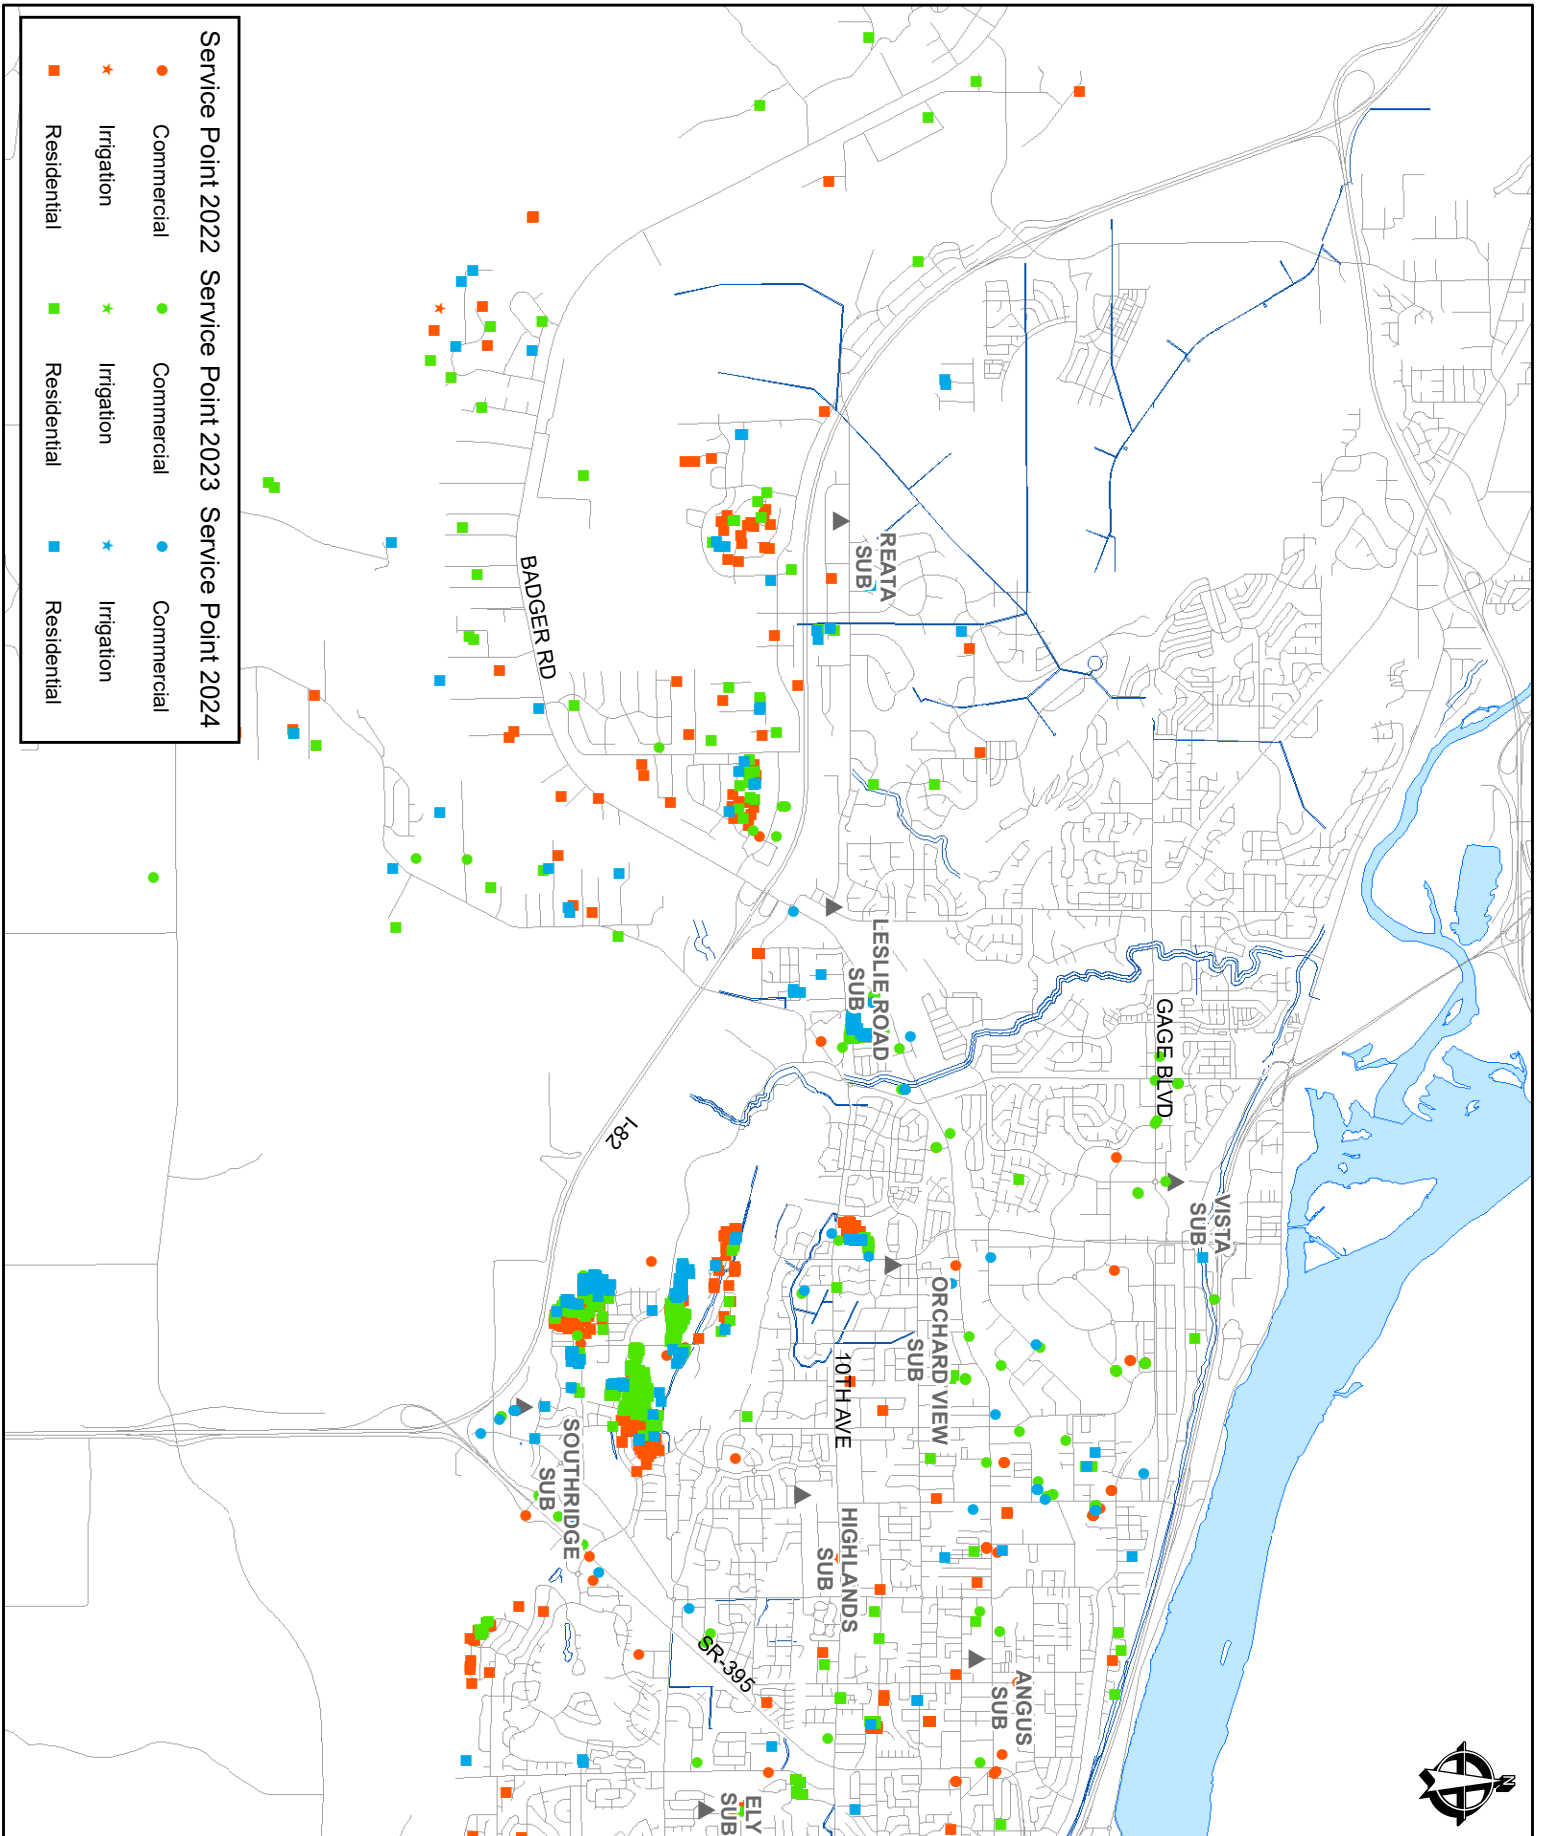 Service Point 2022 Service Point 2023 Service Point 2024
Commercial Commercial Commercial
Irrigation Irrigation Irrigation
Residential Residential Residential
N
GAGE BLVD
VISTA
SUB
REATA
SUB
LESLIE ROAD
SUB
ORCHARD VIEW
SUB
ANGUS
SUB
10TH AVE
HIGHLANDS
SUB
BADGER RD
I-82
SR-395
ELY
SUB
SOUTHRIDGE
SUB